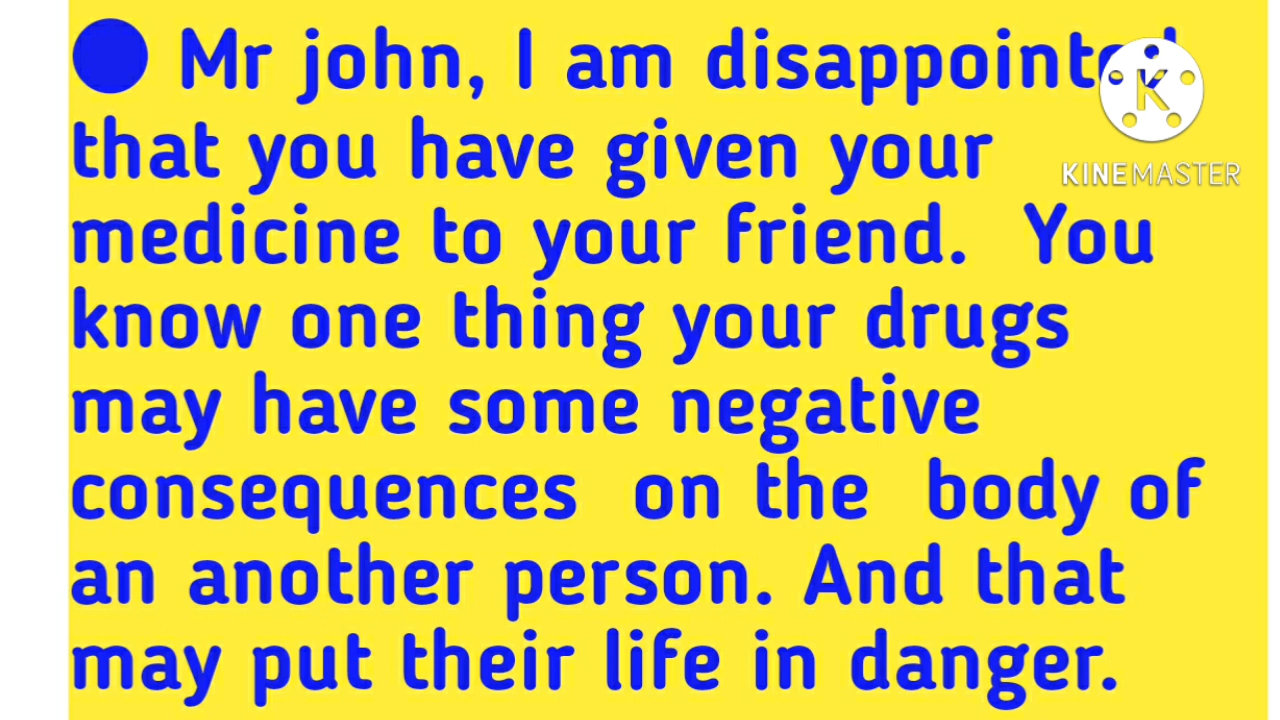 Mr john, I am disappointed
that you have given your
KINEMASTER
medicine to your friend. You
know one thing your drugs
may have some negative
consequences on the body of
an another person. And that
may put their life in danger.